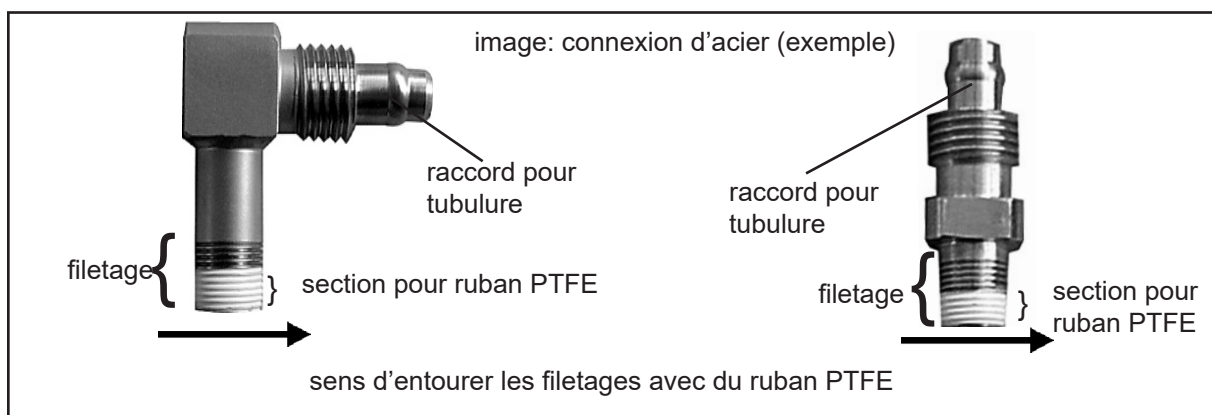 image: connexion d'acier (exemple)
raccord pour
tubulure
filetage
section pour ruban PTFE
raccord pour
tubulure
filetage
section pour
ruban PTFE
sens d'entourer les filetages avec du ruban PTFE